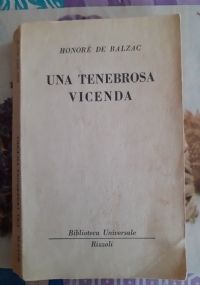 HONORÉ DE BALZAC
UNA TENEBROSA
VICENDA
Biblioteca Universale
Rizzoli